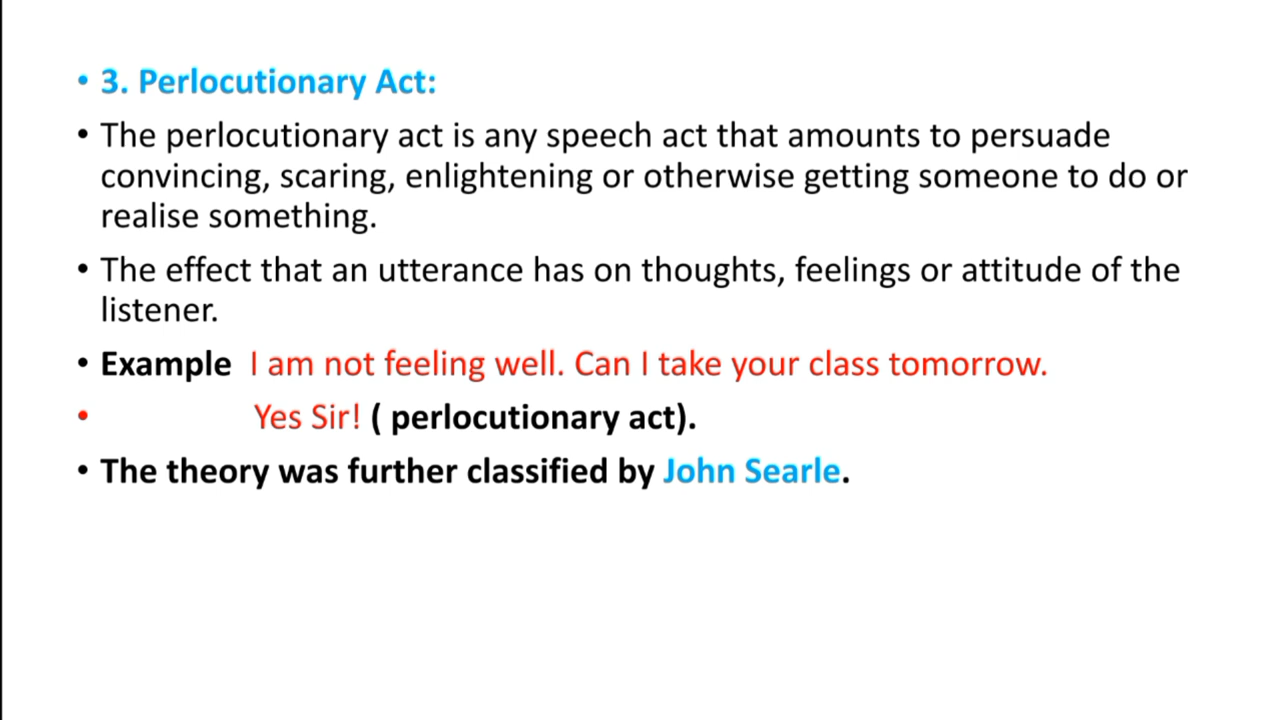 • 3. Perlocutionary Act:
• The perlocutionary act is any speech act that amounts to persuade
convincing, scaring, enlightening or otherwise getting someone to do or
realise something.
• The effect that an utterance has on thoughts, feelings or attitude of the
listener.
• Example I am not feeling well. Can I take your class tomorrow.
• Yes Sir! ( perlocutionary act).
• The theory was further classified by John Searle.